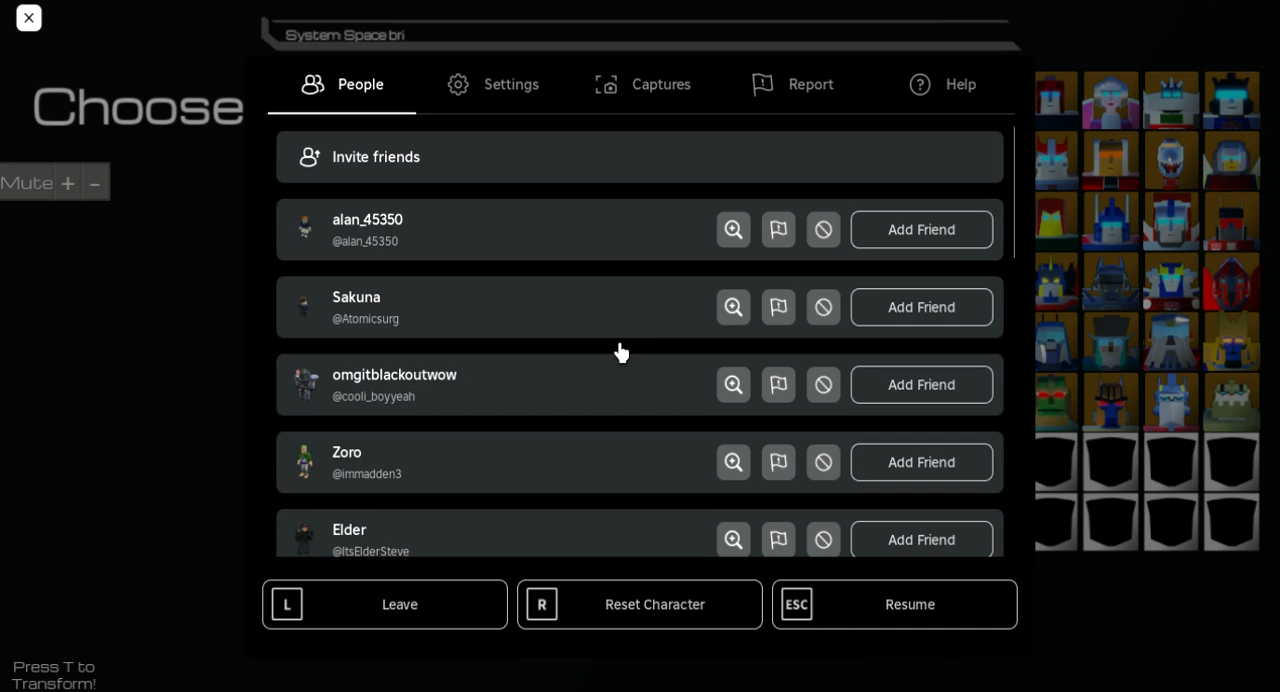 System: Space bri
People
Settings
Captures
Report
Help
Choose
Invite friends
Mute + -
alan_45350
@alan_45350
Add Friend
Sakuna
@Atomicsurg
Add Friend
omgitblackoutwow
@cooli_boyyeah
Add Friend
Zoro
@immadden3
Add Friend
Elder
@ItsElderSteve
Add Friend
L Leave
R Reset Character
ESC Resume
Press T to
Transform!